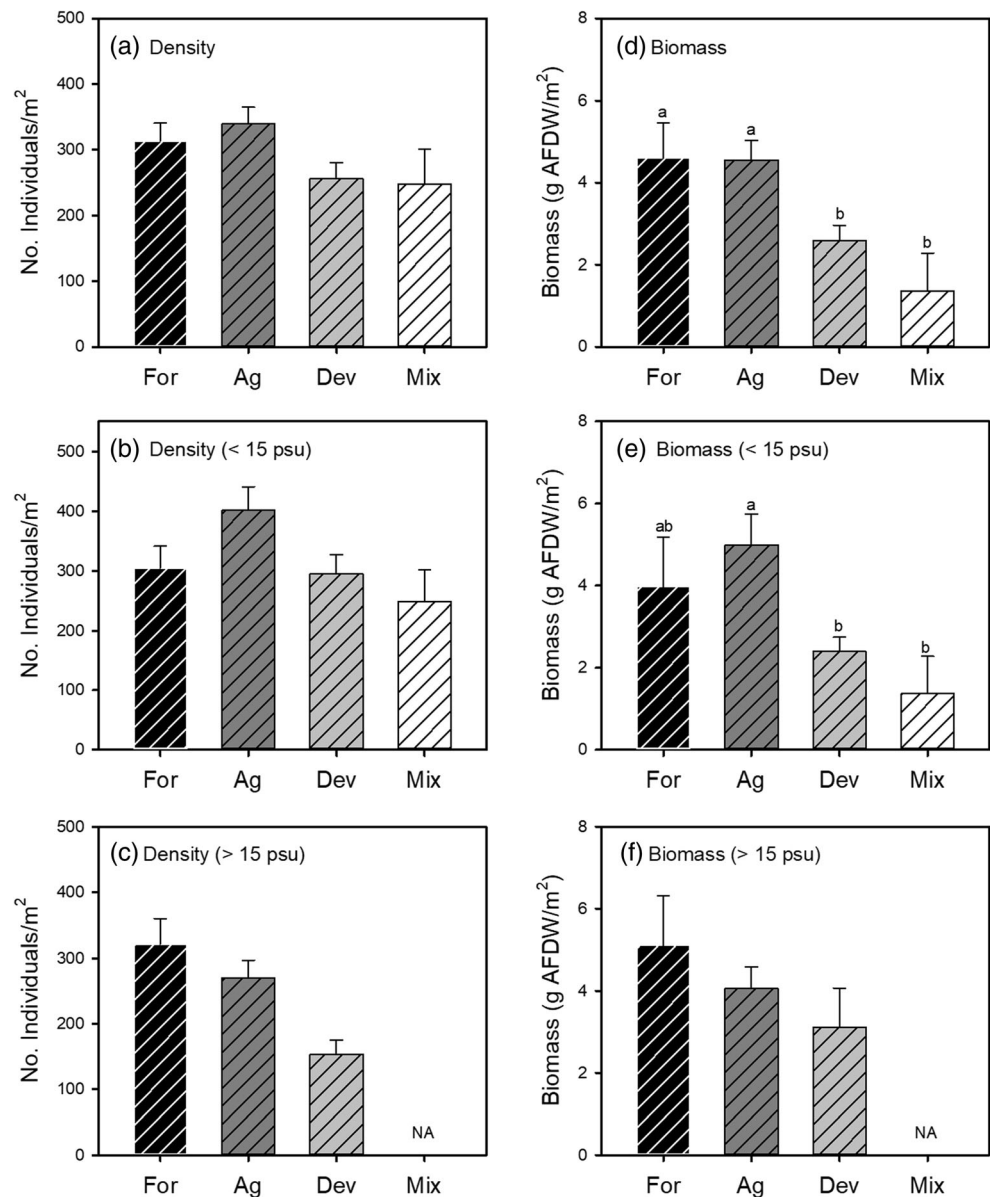 (a) Density
No. Individuals/m²
500
400
300
200
100
0
For Ag Dev Mix
(d) Biomass
Biomass (g AFDW/m²)
8
6
4
2
0
a a b b
For Ag Dev Mix
(b) Density (< 15 psu)
No. Individuals/m²
500
400
300
200
100
0
For Ag Dev Mix
(e) Biomass (< 15 psu)
Biomass (g AFDW/m²)
8
6
4
2
0
ab a b b
For Ag Dev Mix
(c) Density (> 15 psu)
No. Individuals/m²
500
400
300
200
100
0
NA
For Ag Dev Mix
(f) Biomass (> 15 psu)
Biomass (g AFDW/m²)
8
6
4
2
0
NA
For Ag Dev Mix